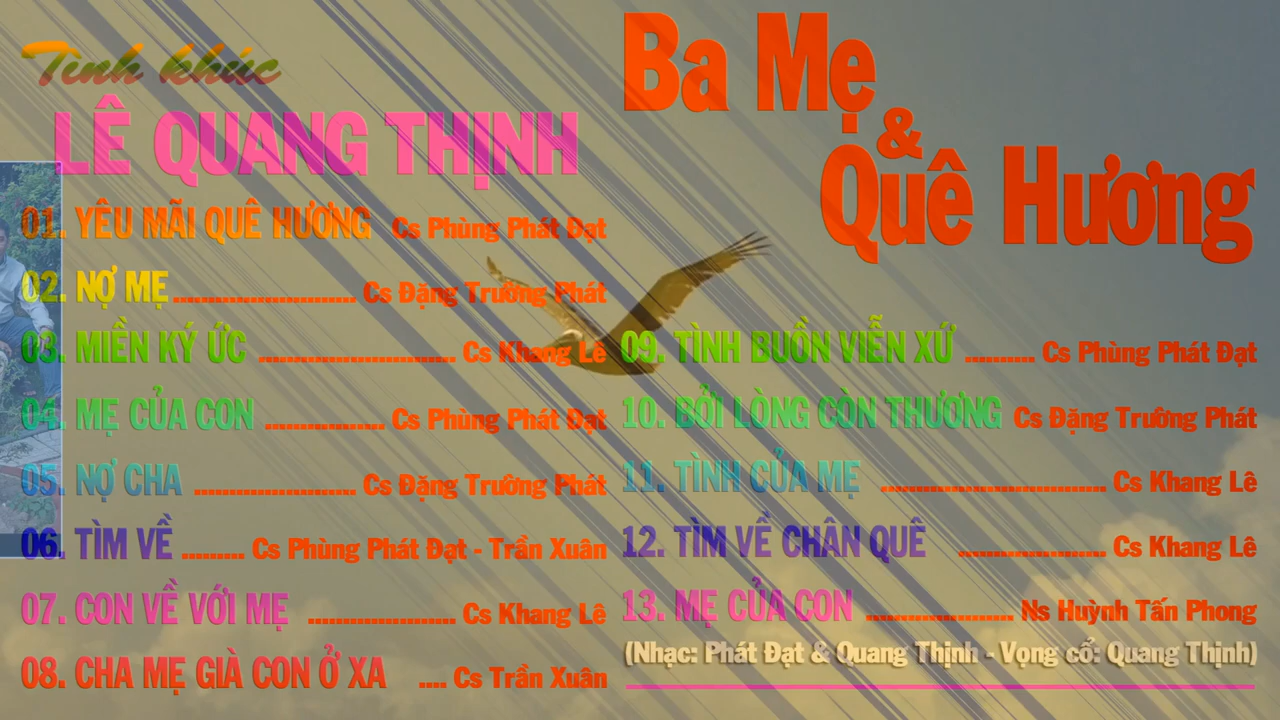 Tình khúc
LÊ QUANG THỊNH
Ba Mẹ
&
Quê Hương
01. YÊU MÃI QUÊ HƯƠNG Cs Phùng Phát Đạt
02. NỢ MẸ .......................... Cs Đặng Trường Phát
03. MIỀN KÝ ỨC ............................ Cs Khang Lê
04. MẸ CỦA CON ................. Cs Phùng Phát Đạt
05. NỢ CHA ....................... Cs Đặng Trường Phát
06. TÌM VỀ ......... Cs Phùng Phát Đạt - Trần Xuân
07. CON VỀ VỚI MẸ ..................... Cs Khang Lê
08. CHA MẸ GIÀ CON Ở XA .... Cs Trần Xuân
09. TÌNH BUỒN VIỄN XỨ .......... Cs Phùng Phát Đạt
10. BỞI LÒNG CÒN THƯƠNG Cs Đặng Trường Phát
11. TÌNH CỦA MẸ ................................ Cs Khang Lê
12. TÌM VỀ CHÂN QUÊ ..................... Cs Khang Lê
13. MẸ CỦA CON ..................... Ns Huỳnh Tấn Phong
(Nhạc: Phát Đạt & Quang Thịnh - Vọng cổ: Quang Thịnh)